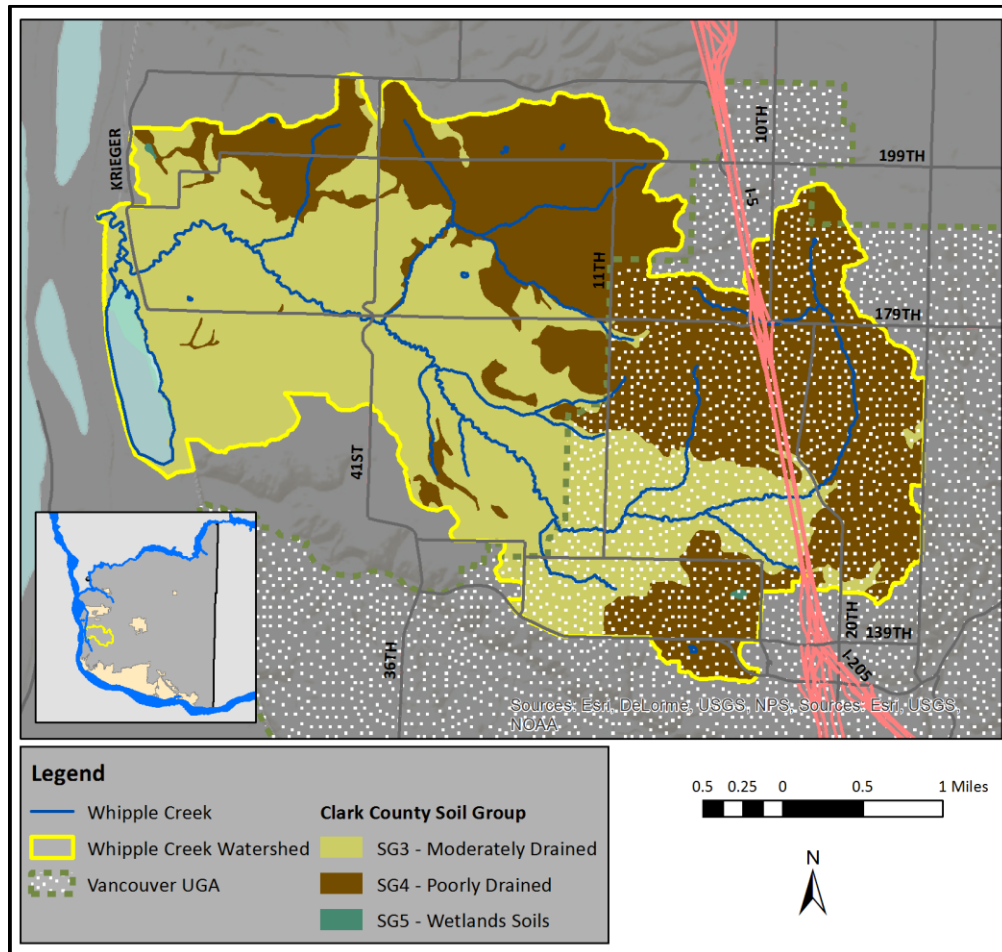 KRIEGER
10TH
199TH
I-5
11TH
179TH
41ST
36TH
20TH
139TH
I-205
Sources: Esri, DeLorme, USGS, NPS, Sources: Esri, USGS,
NOAA
Legend
Whipple Creek
Whipple Creek Watershed
Vancouver UGA
Clark County Soil Group
SG3 - Moderately Drained
SG4 - Poorly Drained
SG5 - Wetlands Soils
0.5 0.25 0 0.5 1 Miles
N